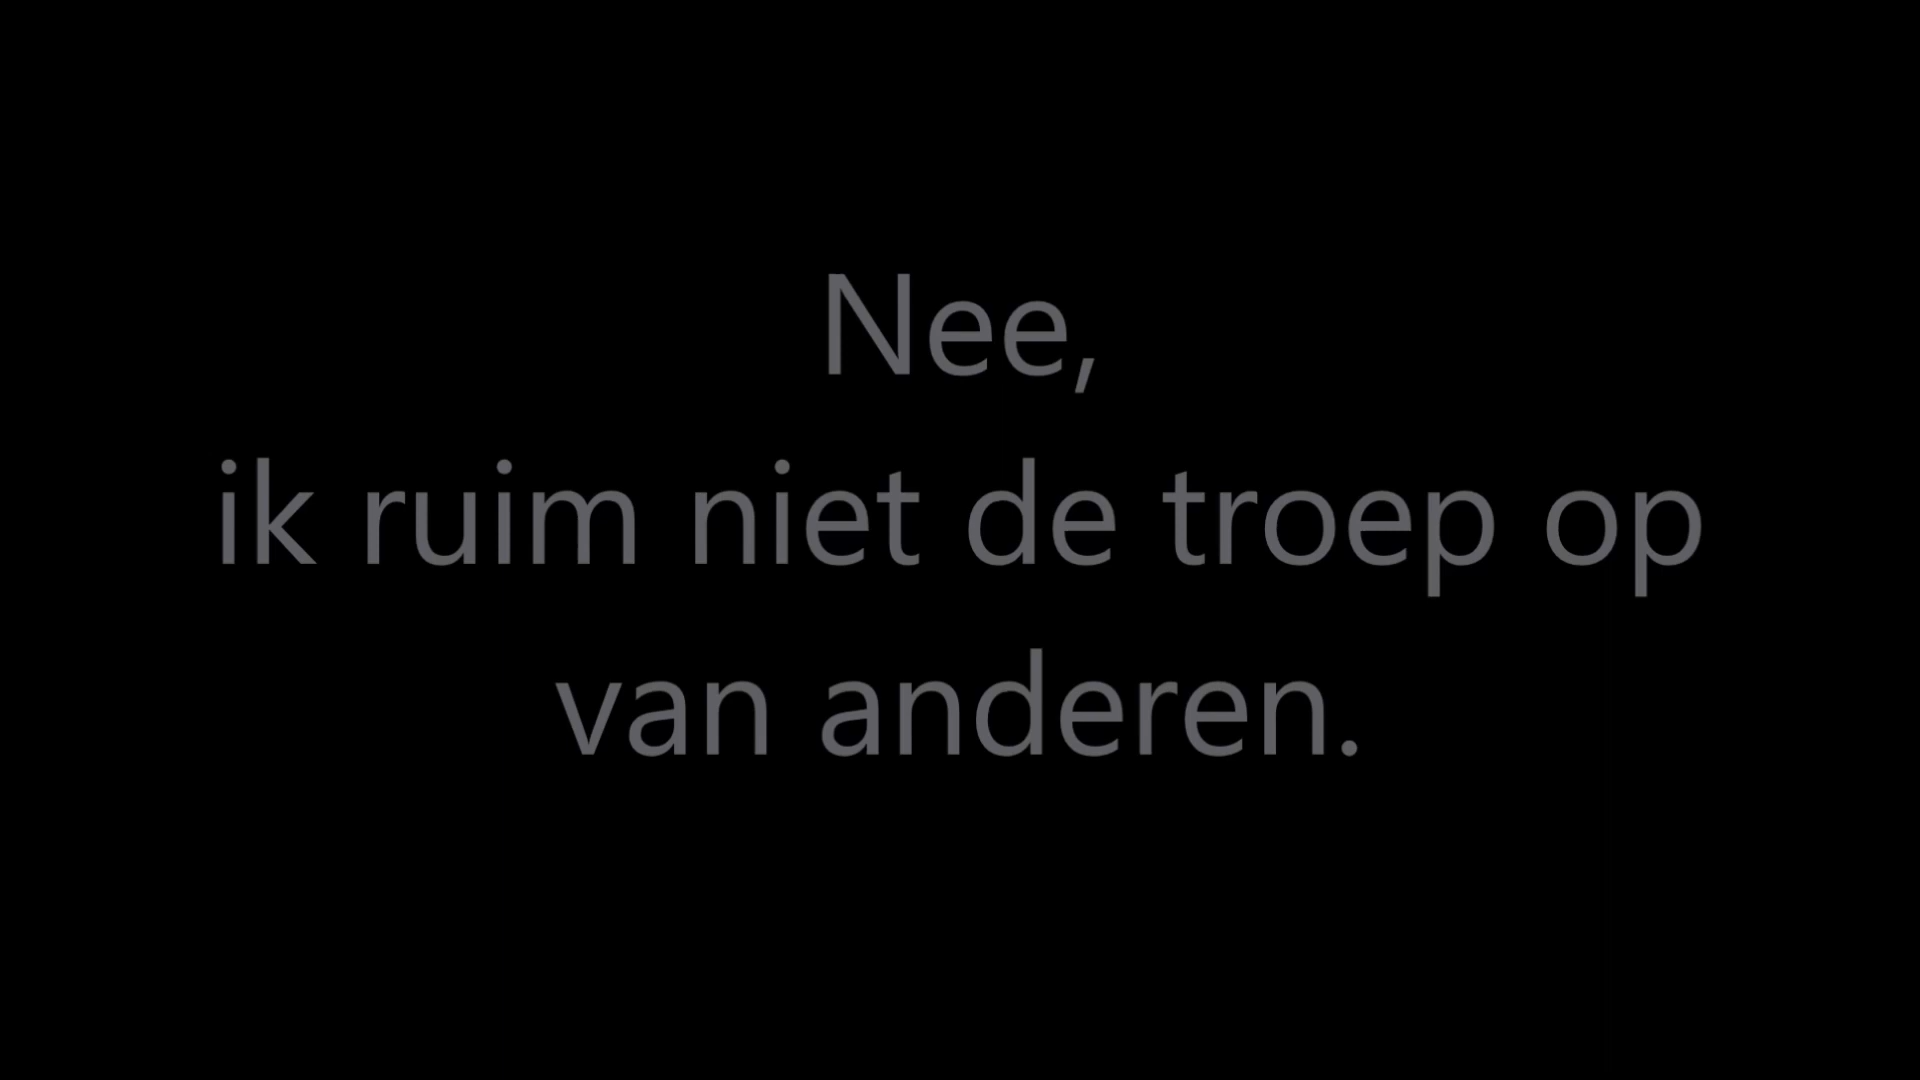 Nee,
ik ruim niet de troep op
van anderen.